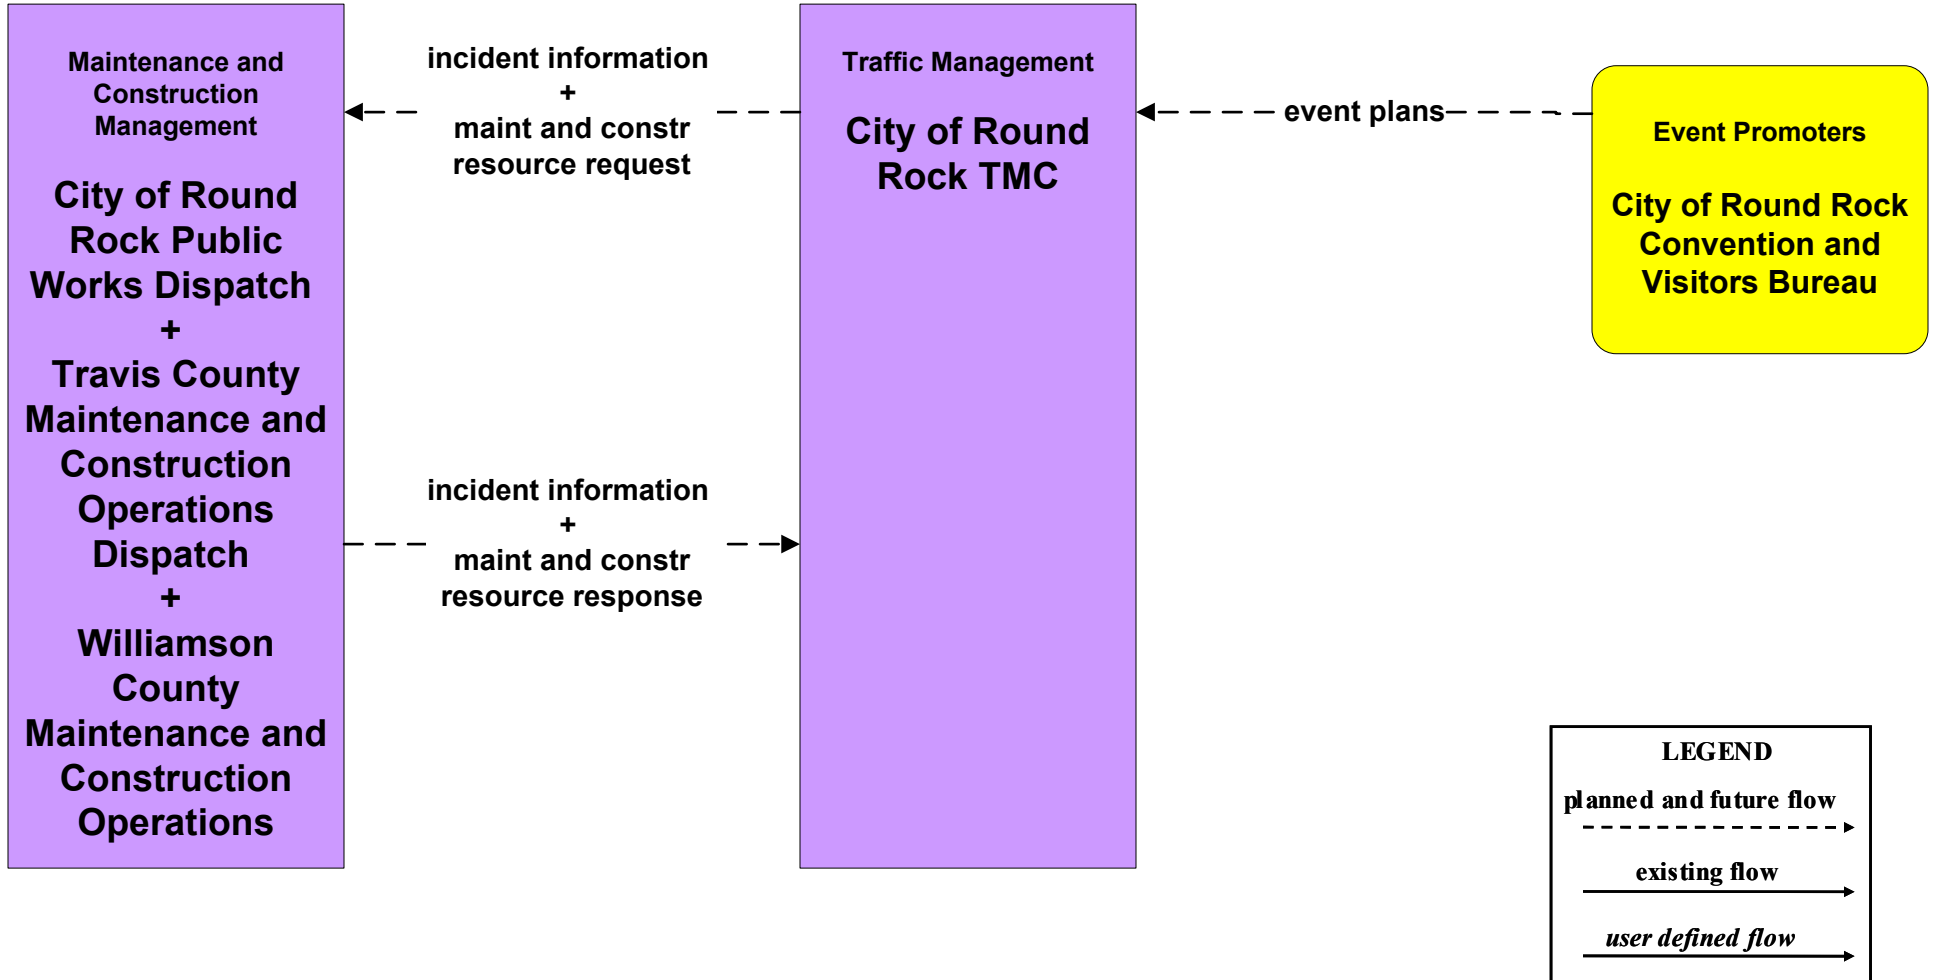 Maintenance and
Construction
Management
City of Round
Rock Public
Works Dispatch
+
Travis County
Maintenance and
Construction
Operations
Dispatch
+
Williamson
County
Maintenance and
Construction
Operations
incident information
+
maint and constr
resource request
incident information
+
maint and constr
resource response
Traffic Management
City of Round
Rock TMC
event plans
Event Promoters
City of Round Rock
Convention and
Visitors Bureau
LEGEND
planned and future flow
existing flow
user defined flow